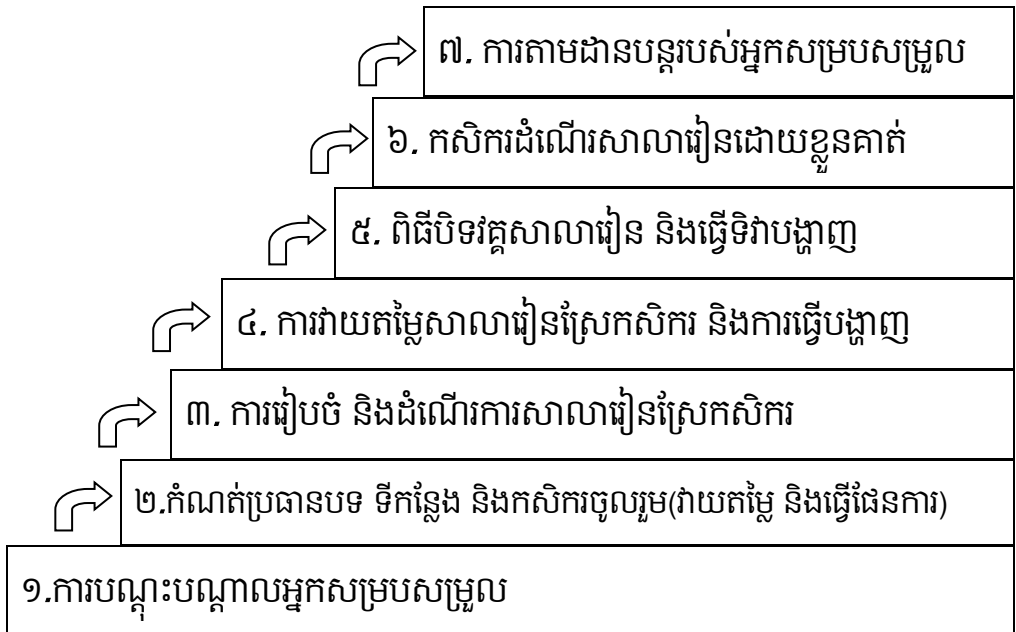 ៧. ការតាមដានបន្តរបស់អ្នកសម្របសម្រួល
៦. កសិករដំណើរសាលារៀនដោយខ្លួនគាត់
៥. ពិធីបិទវគ្គសាលារៀន និងធ្វើទិវាបង្ហាញ
៤. ការវាយតម្លៃសាលារៀនស្រែកសិករ និងការធ្វើបង្ហាញ
៣. ការរៀបចំ និងដំណើរការសាលារៀនស្រែកសិករ
២.កំណត់ប្រធានបទ ទីកន្លែង និងកសិករចូលរួម(វាយតម្លៃ និងធ្វើផែនការ)
១.ការបណ្តុះបណ្តាលអ្នកសម្របសម្រួល